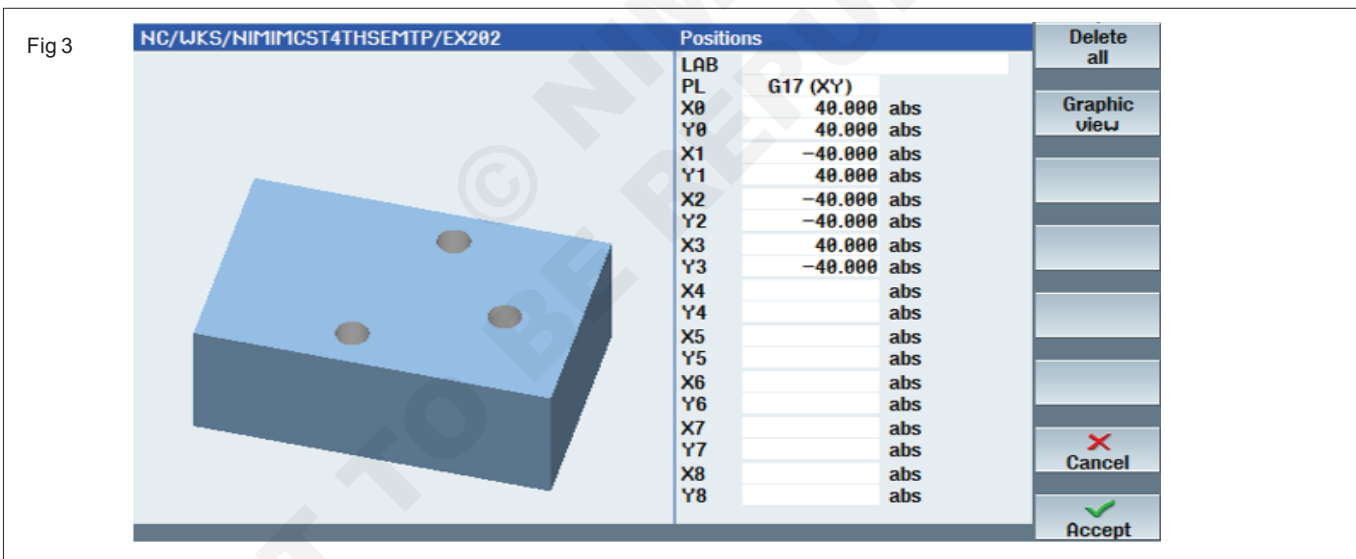 Fig 3
NC/WKS/NIMIMCST4THSEMTP/EX202
Positions
LAB
PL G17 (XY)
X0 40.000 abs
Y0 40.000 abs
X1 -40.000 abs
Y1 40.000 abs
X2 -40.000 abs
Y2 -40.000 abs
X3 40.000 abs
Y3 -40.000 abs
X4 abs
Y4 abs
X5 abs
Y5 abs
X6 abs
Y6 abs
X7 abs
Y7 abs
X8 abs
Y8 abs
Delete
all
Graphic
view
Cancel
Accept